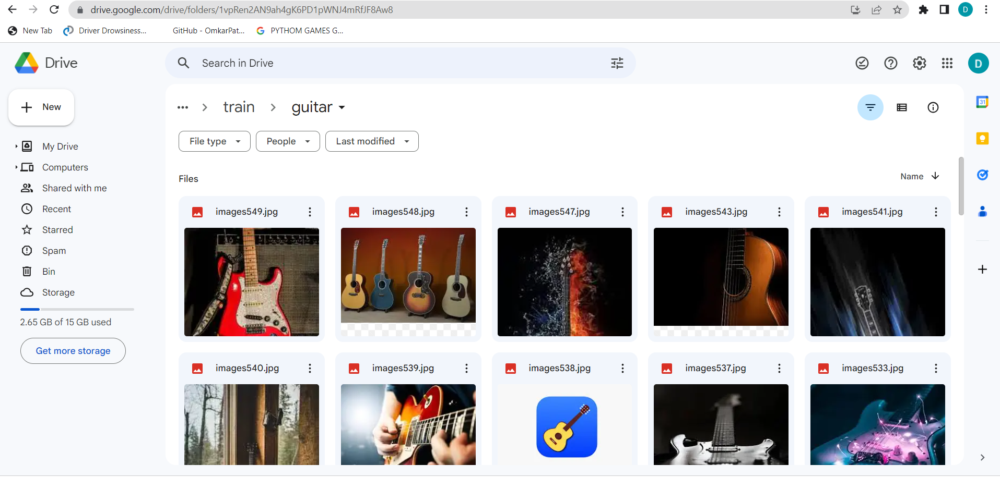 drive.google.com/drive/folders/1vpRen2AN9ah4gK6PD1pWNJ4mRfJF8Aw8
D
New Tab
Driver Drowsiness...
GitHub - OmkarPat...
PYTHOM GAMES G...
Drive
Search in Drive
D
New
... > train > guitar
31
File type
People
Last modified
My Drive
Computers
Shared with me
Recent
Starred
Spam
Bin
Storage
2.65 GB of 15 GB used
Get more storage
Files
Name
images549.jpg
images548.jpg
images547.jpg
images543.jpg
images541.jpg
images540.jpg
images539.jpg
images538.jpg
images537.jpg
images533.jpg